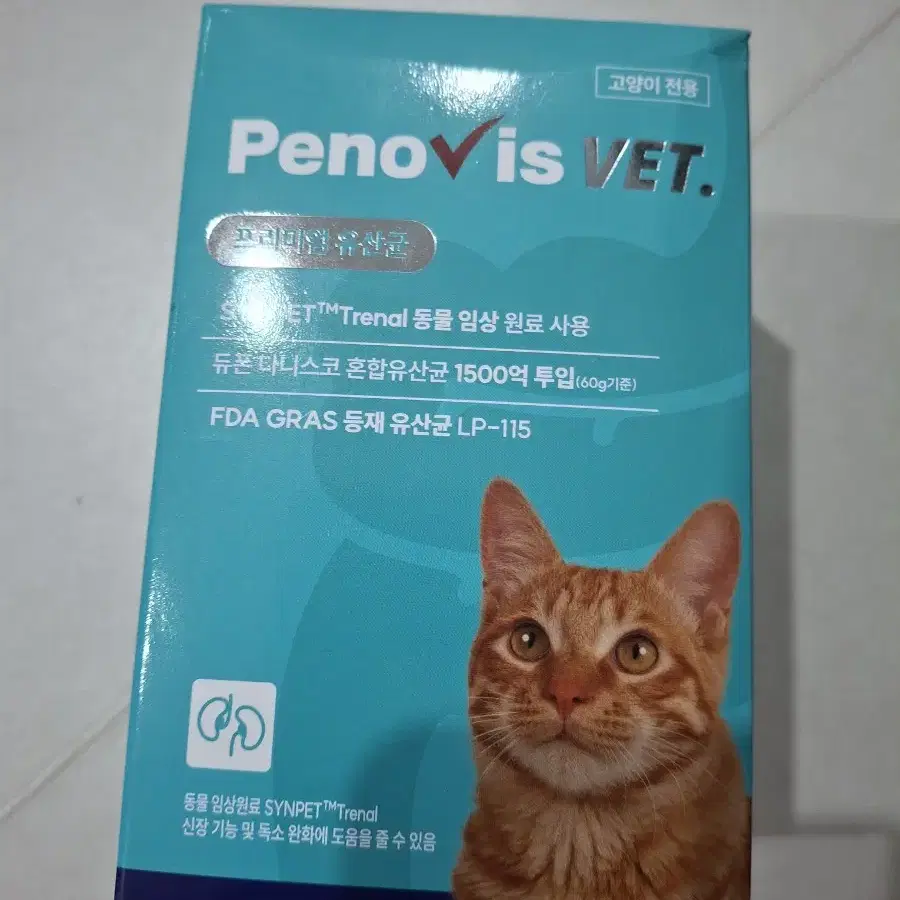 고양이 전용
Penovis VET.
프리미엄 유산균
SYNPET™Trenal 동물 임상 원료 사용
듀폰 다니스코 혼합유산균 1500억 투입(60g기준)
FDA GRAS 등재 유산균 LP-115
동물 임상원료 SYNPET™Trenal
신장 기능 및 독소 완화에 도움을 줄 수 있음